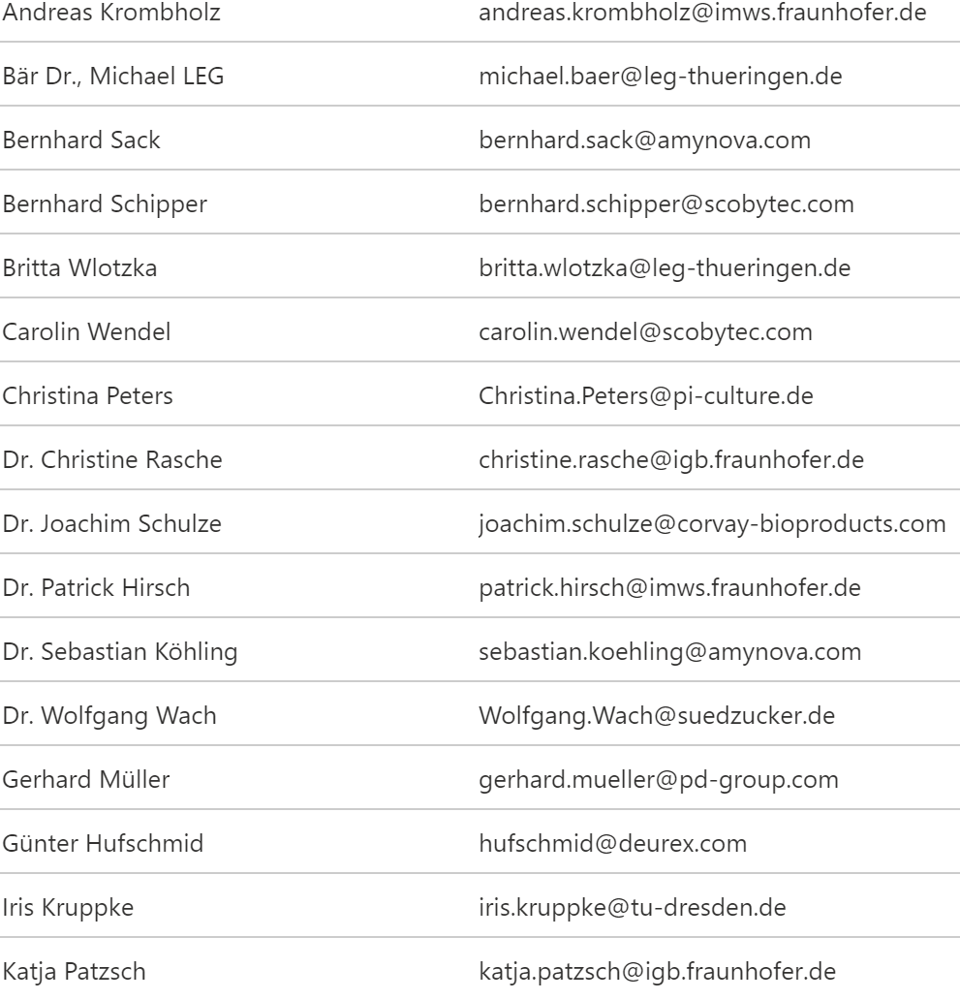 Andreas Krombholz andreas.krombholz@imws.fraunhofer.de
Bär Dr., Michael LEG michael.baer@leg-thueringen.de
Bernhard Sack bernhard.sack@amynova.com
Bernhard Schipper bernhard.schipper@scobytec.com
Britta Wlotzka britta.wlotzka@leg-thueringen.de
Carolin Wendel carolin.wendel@scobytec.com
Christina Peters Christina.Peters@pi-culture.de
Dr. Christine Rasche christine.rasche@igb.fraunhofer.de
Dr. Joachim Schulze joachim.schulze@corvay-bioproducts.com
Dr. Patrick Hirsch patrick.hirsch@imws.fraunhofer.de
Dr. Sebastian Köhling sebastian.koehling@amynova.com
Dr. Wolfgang Wach Wolfgang.Wach@suedzucker.de
Gerhard Müller gerhard.mueller@pd-group.com
Günter Hufschmid hufschmid@deurex.com
Iris Kruppke iris.kruppke@tu-dresden.de
Katja Patzsch katja.patzsch@igb.fraunhofer.de